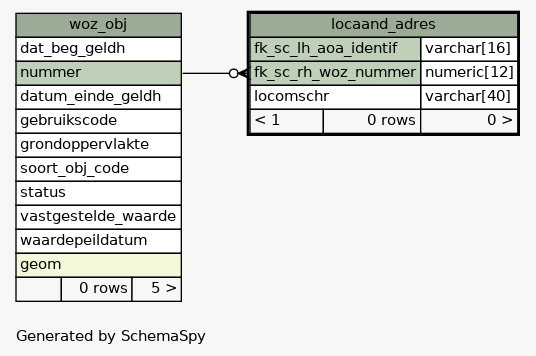 woz_obj
dat_beg_geldh
nummer
datum_einde_geldh
gebruikscode
grondoppervlakte
soort_obj_code
status
vastgestelde_waarde
waardepeildatum
geom
0 rows 5 >
locaand_adres
fk_sc_lh_aoa_identif varchar[16]
fk_sc_rh_woz_nummer numeric[12]
locomschr varchar[40]
< 1 0 rows 0 >
Generated by SchemaSpy